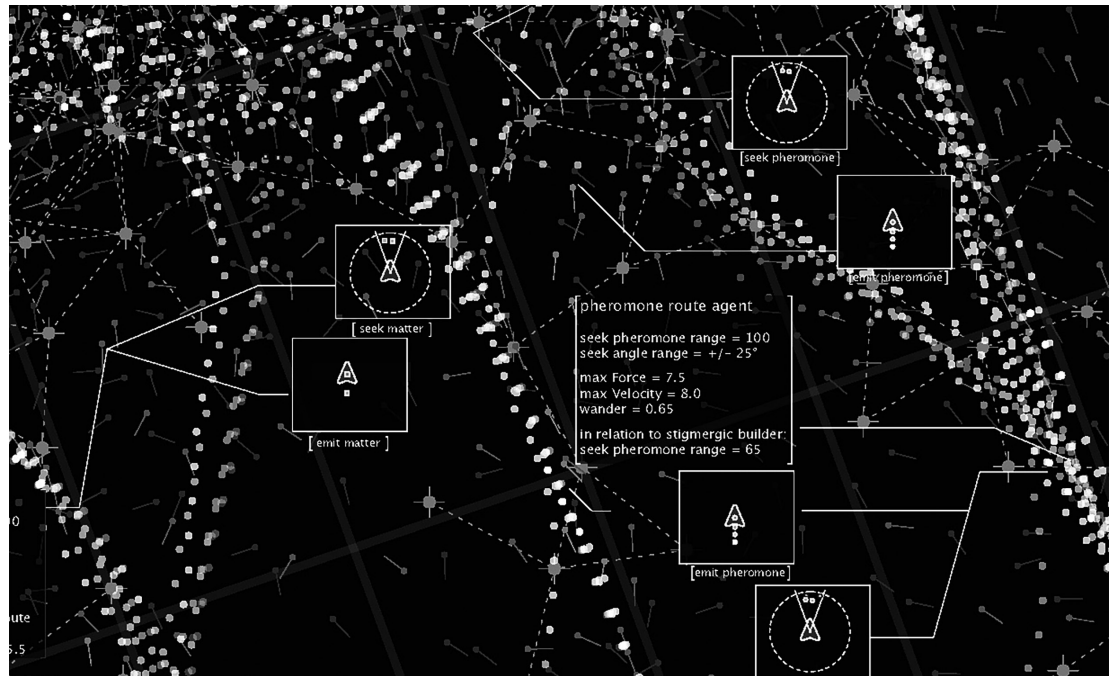 [seek pheromone]
[emit pheromone]
[ seek matter ]
[ emit matter ]
pheromone route agent
seek pheromone range = 100
seek angle range = +/- 25°
max Force = 7.5
max Velocity = 8.0
wander = 0.65
in relation to stigmergic builder:
seek pheromone range = 65
[emit pheromone]